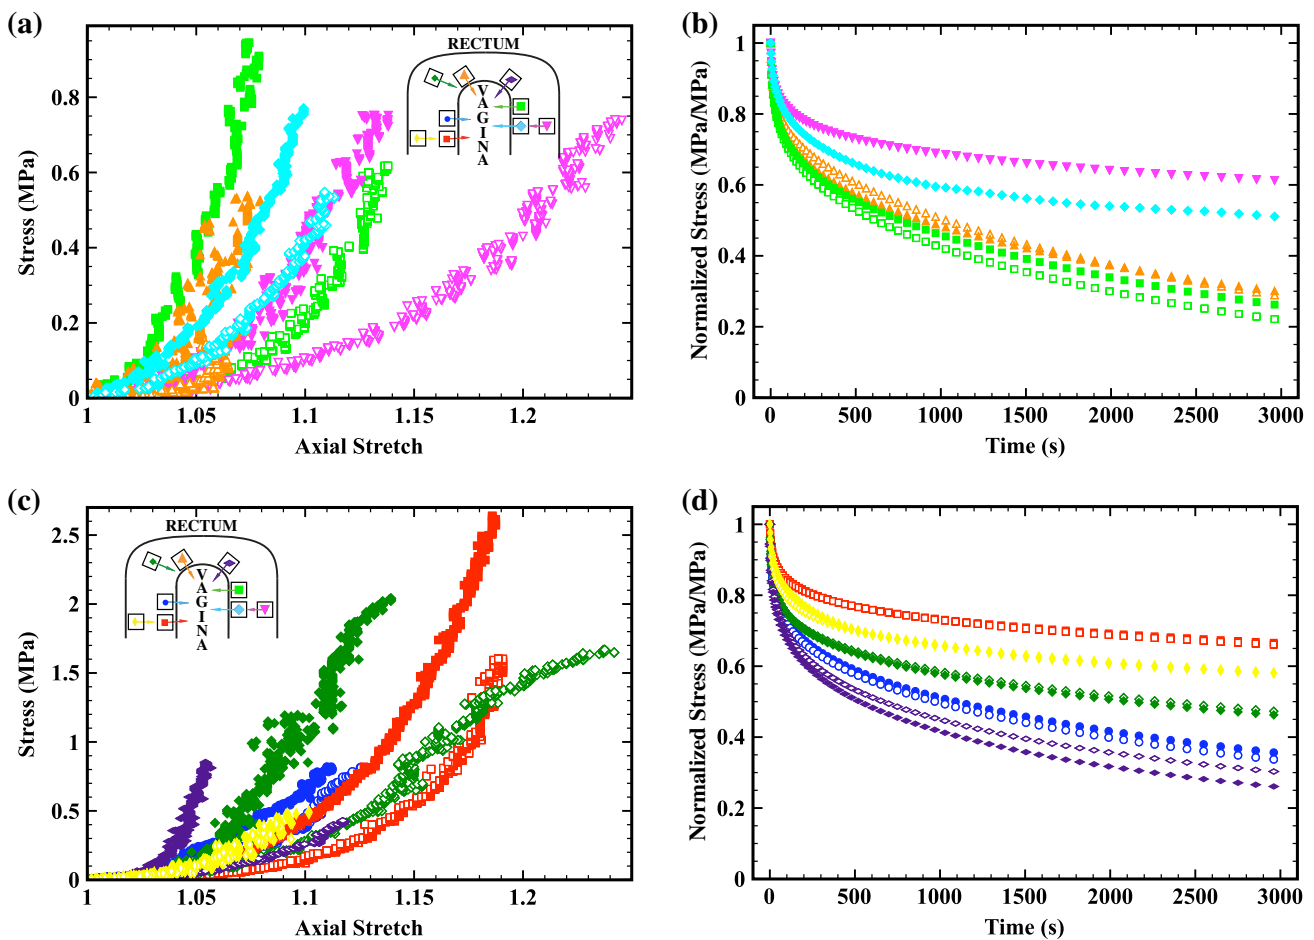 (a)
Stress (MPa)
0.8
0.6
0.4
0.2
0
1
1.05
1.1
1.15
1.2
Axial Stretch
RECTUM
V
A
G
I
N
A
(b)
Normalized Stress (MPa/MPa)
1
0.8
0.6
0.4
0.2
0
0
500
1000
1500
2000
2500
3000
Time (s)
(c)
Stress (MPa)
2.5
2
1.5
1
0.5
0
1
1.05
1.1
1.15
1.2
Axial Stretch
RECTUM
V
A
G
I
N
A
(d)
Normalized Stress (MPa/MPa)
1
0.8
0.6
0.4
0.2
0
0
500
1000
1500
2000
2500
3000
Time (s)